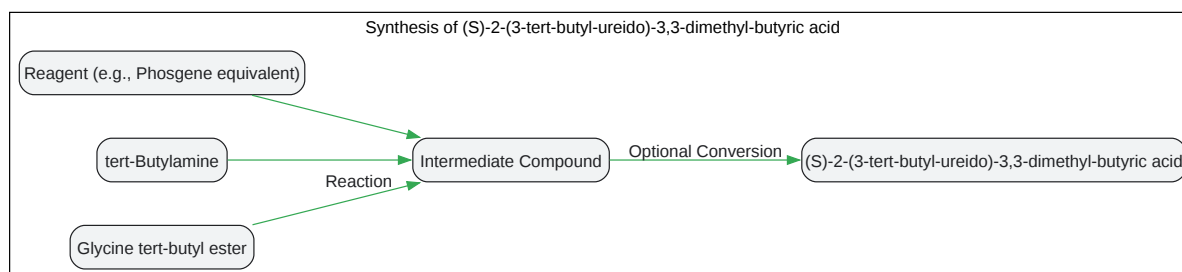 Synthesis of (S)-2-(3-tert-butyl-ureido)-3,3-dimethyl-butyric acid
Reagent (e.g., Phosgene equivalent)
tert-Butylamine
Intermediate Compound
Optional Conversion
(S)-2-(3-tert-butyl-ureido)-3,3-dimethyl-butyric acid
Reaction
Glycine tert-butyl ester